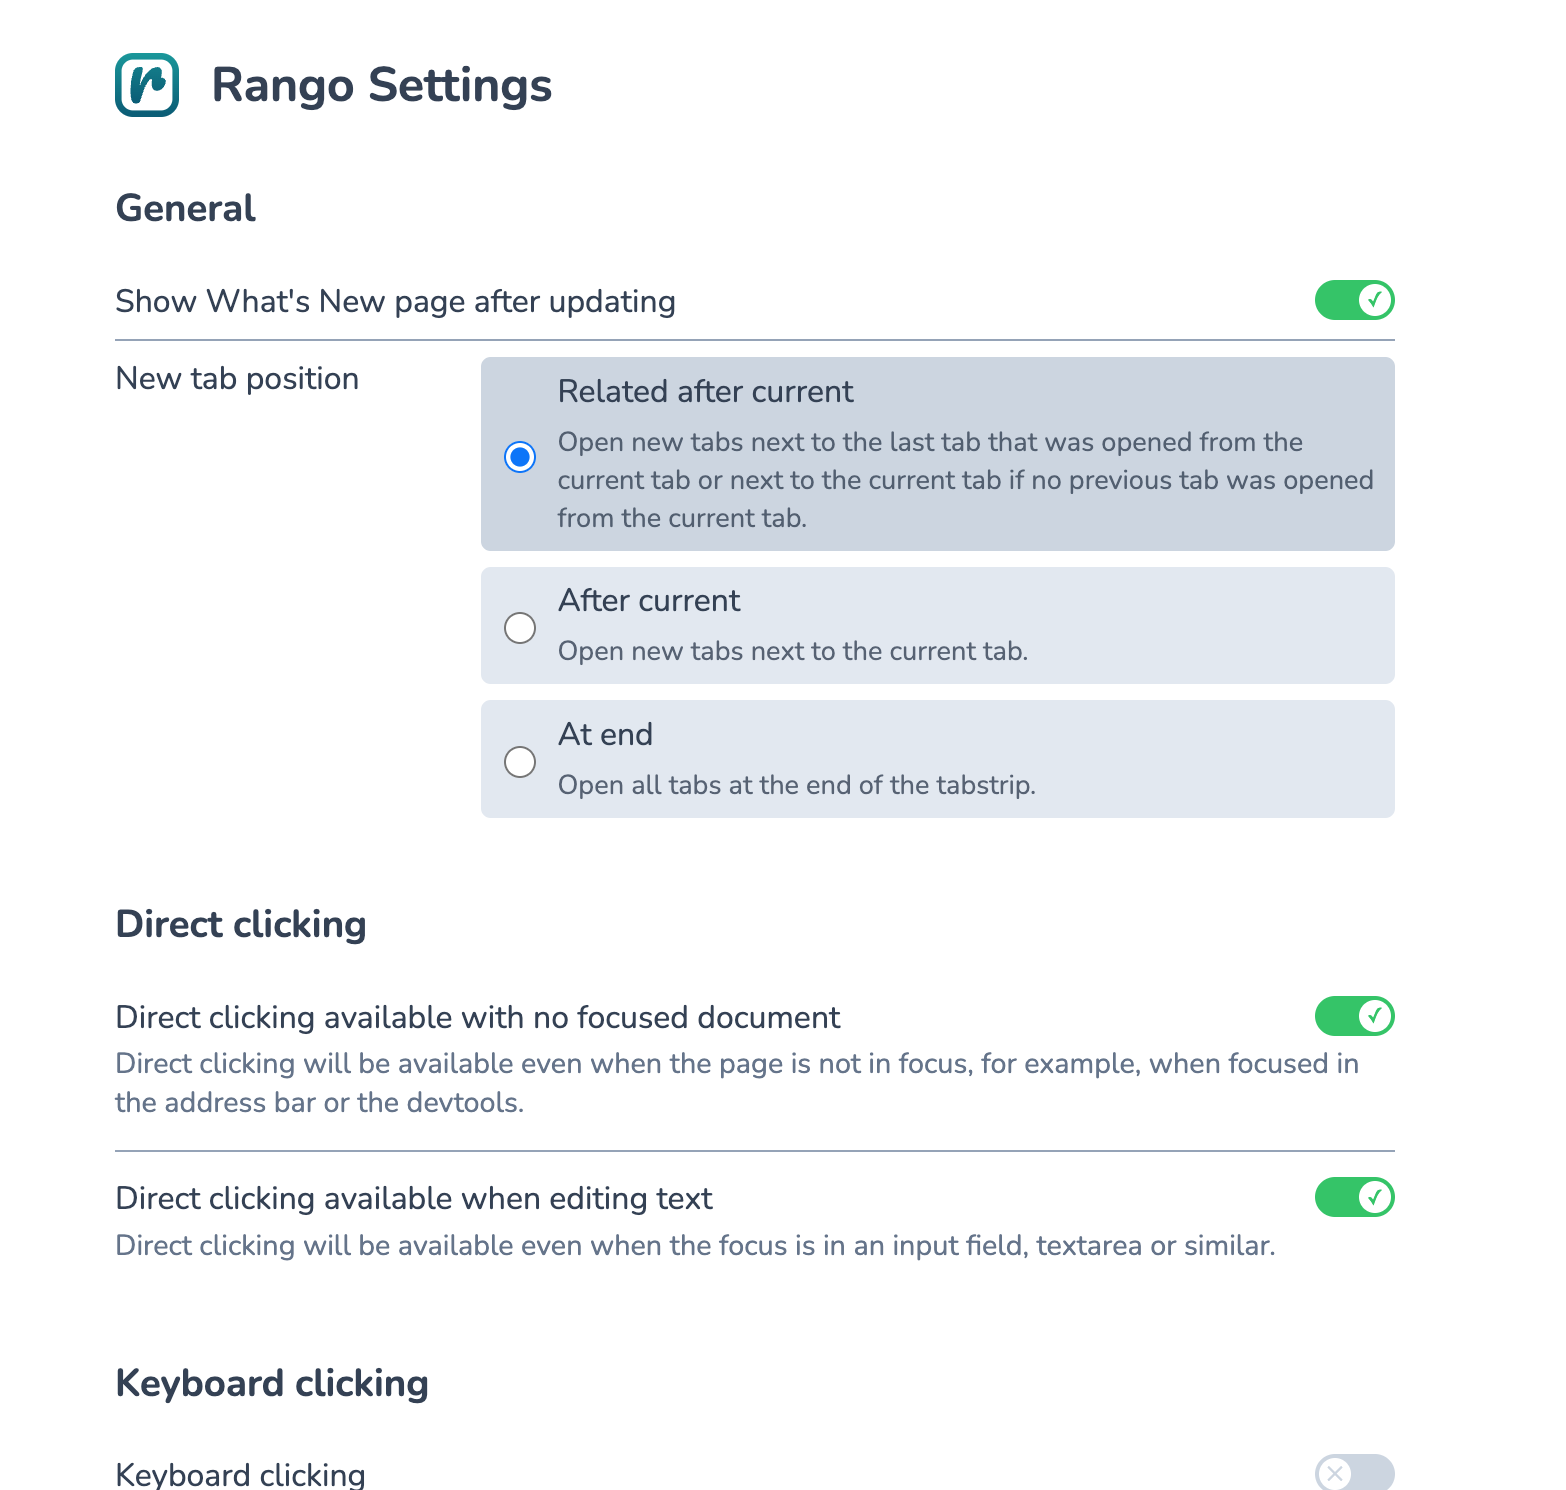 r
Rango Settings
General
Show What's New page after updating
New tab position
Related after current
Open new tabs next to the last tab that was opened from the
current tab or next to the current tab if no previous tab was opened
from the current tab.
After current
Open new tabs next to the current tab.
At end
Open all tabs at the end of the tabstrip.
Direct clicking
Direct clicking available with no focused document
Direct clicking will be available even when the page is not in focus, for example, when focused in
the address bar or the devtools.
Direct clicking available when editing text
Direct clicking will be available even when the focus is in an input field, textarea or similar.
Keyboard clicking
Keyboard clicking